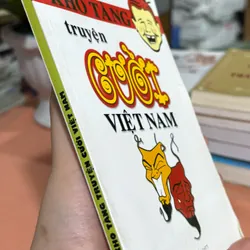 KHO TÀNG
truyện
CƯỜI
VIỆT NAM
KHO TÀNG TRUYỆN CƯỜI VIỆT NAM